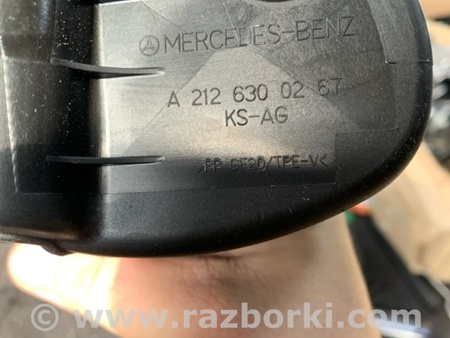 MERCEDES-BENZ
A 212 630 02 67
KS-AG
>PP GF20/TPE-V<
© www.razborki.com